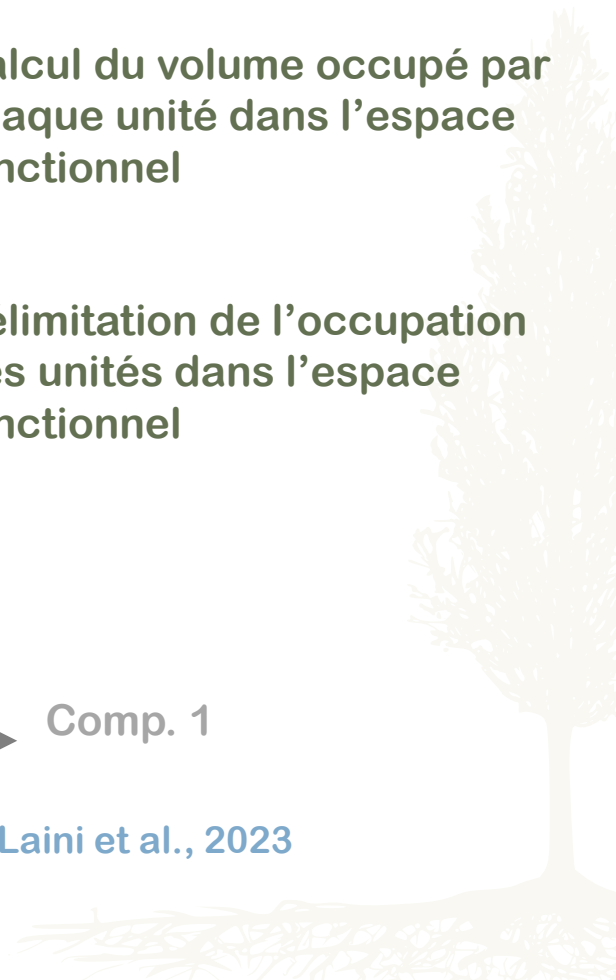 alcul du volume occupé par
aque unité dans l’espace
nctionnel
elimitation de l’occupation
es unités dans l’espace
nctionnel
Comp. 1
Laini et al., 2023